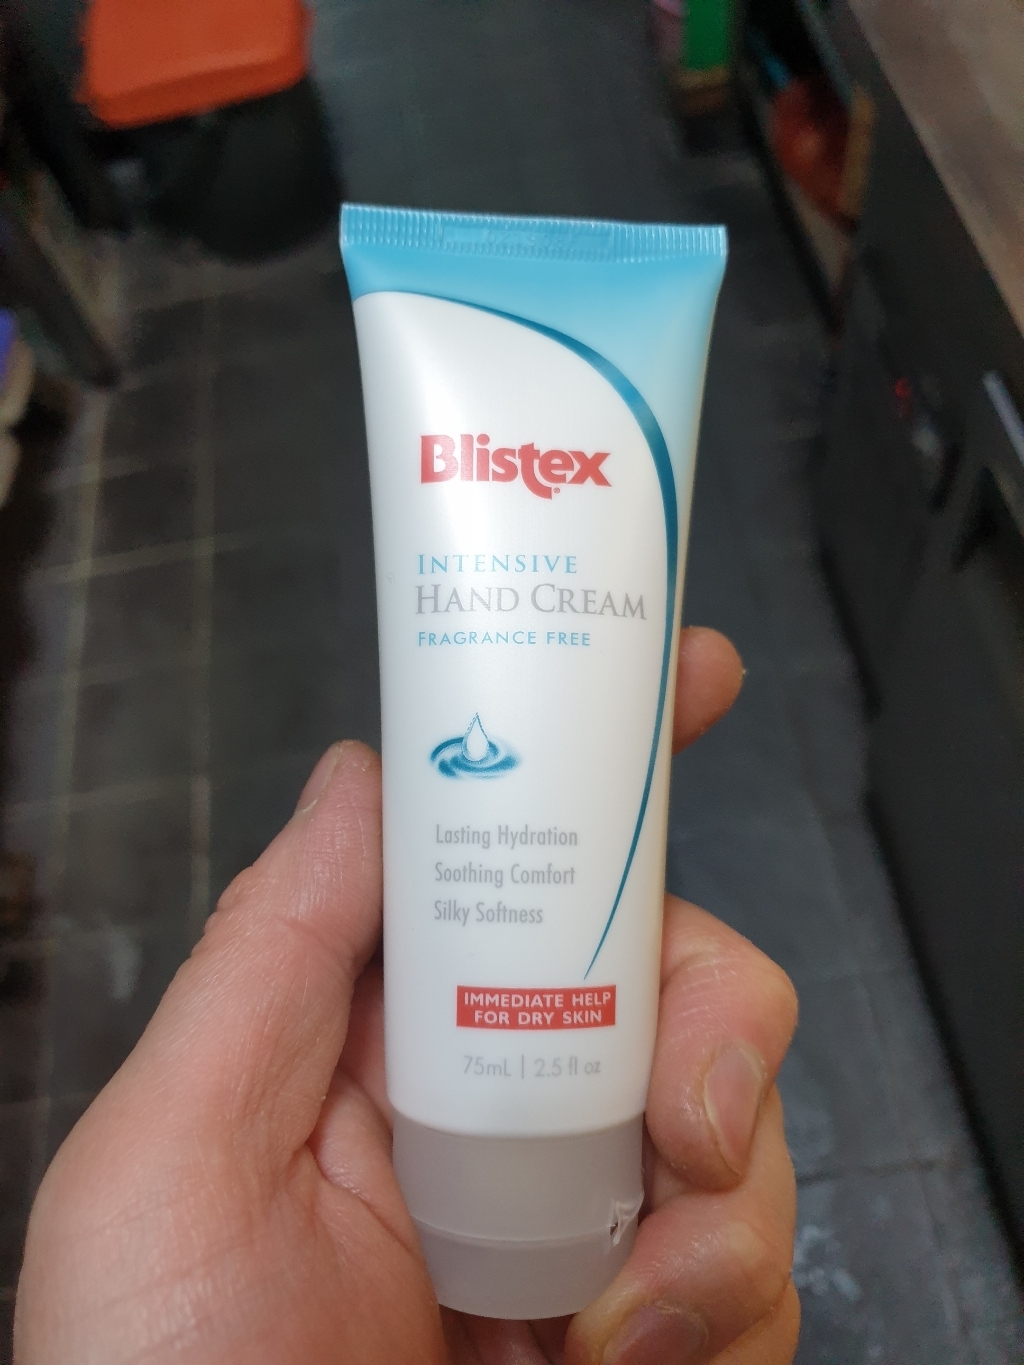 Blistex
INTENSIVE
HAND CREAM
FRAGRANCE FREE
Lasting Hydration
Soothing Comfort
Silky Softness
IMMEDIATE HELP
FOR DRY SKIN
75mL | 2.5 fl oz